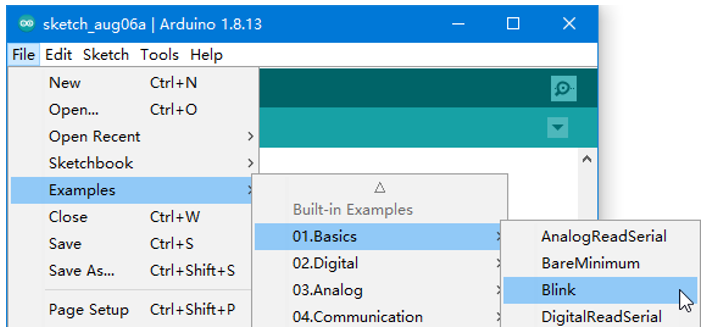 sketch_aug06a | Arduino 1.8.13
File Edit Sketch Tools Help
New Ctrl+N
Open... Ctrl+O
Open Recent
Sketchbook
Examples
Close Ctrl+W
Save Ctrl+S
Save As... Ctrl+Shift+S
Page Setup Ctrl+Shift+P
Built-in Examples
01.Basics
02.Digital
03.Analog
04.Communication
AnalogReadSerial
BareMinimum
Blink
DigitalReadSerial